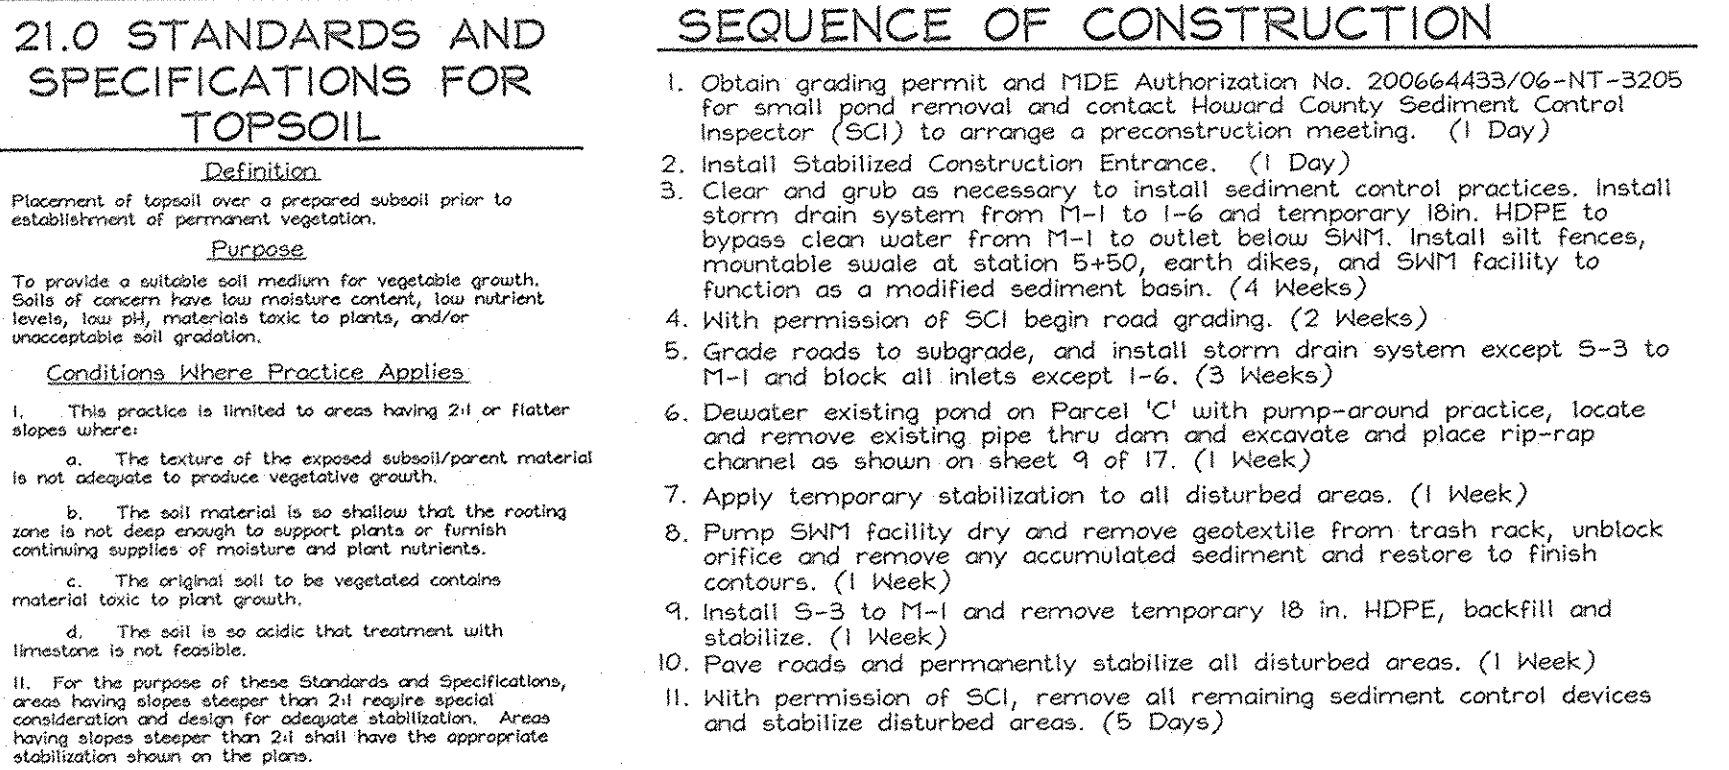 21.0 STANDARDS AND
SPECIFICATIONS FOR
TOPSOIL
Definition
Placement of topsoil over a prepared subsoil prior to
establishment of permanent vegetation.
Purpose
To provide a suitable soil medium for vegetable growth.
Soils of concern have low moisture content, low nutrient
levels, low pH, materials toxic to plants, and/or
unacceptable soil gradation.
Conditions Where Practice Applies
I. This practice is limited to areas having 2:1 or flatter
slopes where:
a. The texture of the exposed subsoil/parent material
is not adequate to produce vegetative growth.
b. The soil material is so shallow that the rooting
zone is not deep enough to support plants or furnish
continuing supplies of moisture and plant nutrients.
c. The original soil to be vegetated contains
material toxic to plant growth.
d. The soil is so acidic that treatment with
limestone is not feasible.
II. For the purpose of these Standards and Specifications,
areas having slopes steeper than 2:1 require special
consideration and design for adequate stabilization. Areas
having slopes steeper than 2:1 shall have the appropriate
stabilization shown on the plans.
SEQUENCE OF CONSTRUCTION
1. Obtain grading permit and MDE Authorization No. 200664433/06-NT-3205
for small pond removal and contact Howard County Sediment Control
Inspector (SCI) to arrange a preconstruction meeting. (1 Day)
2. Install Stabilized Construction Entrance. (1 Day)
3. Clear and grub as necessary to install sediment control practices. Install
storm drain system from M-1 to I-6 and temporary 18in. HDPE to
bypass clean water from M-1 to outlet below SWM. Install silt fences,
mountable swale at station 5+50, earth dikes, and SWM facility to
function as a modified sediment basin. (4 Weeks)
4. With permission of SCI begin road grading. (2 Weeks)
5. Grade roads to subgrade, and install storm drain system except S-3 to
M-1 and block all inlets except I-6. (3 Weeks)
6. Dewater existing pond on Parcel 'C' with pump-around practice, locate
and remove existing pipe thru dam and excavate and place rip-rap
channel as shown on sheet 9 of 17. (1 Week)
7. Apply temporary stabilization to all disturbed areas. (1 Week)
8. Pump SWM facility dry and remove geotextile from trash rack, unblock
orifice and remove any accumulated sediment and restore to finish
contours. (1 Week)
9. Install S-3 to M-1 and remove temporary 18 in. HDPE, backfill and
stabilize. (1 Week)
10. Pave roads and permanently stabilize all disturbed areas. (1 Week)
11. With permission of SCI, remove all remaining sediment control devices
and stabilize disturbed areas. (5 Days)